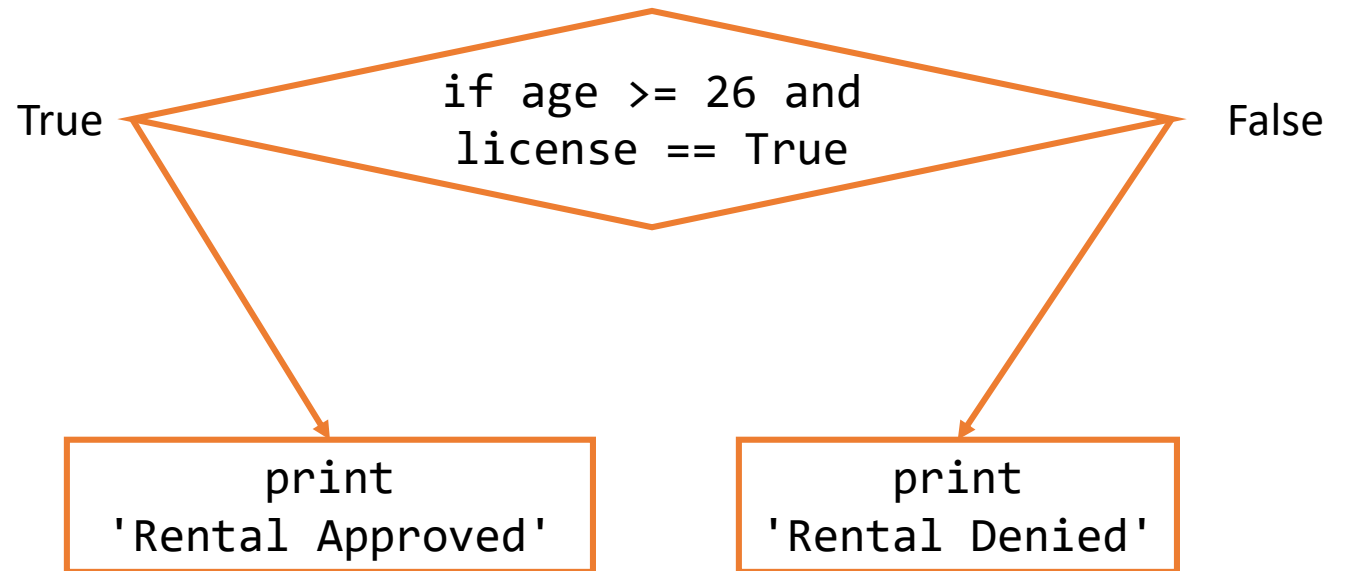 if age >= 26 and
license == True
True
False
print
'Rental Approved'
print
'Rental Denied'